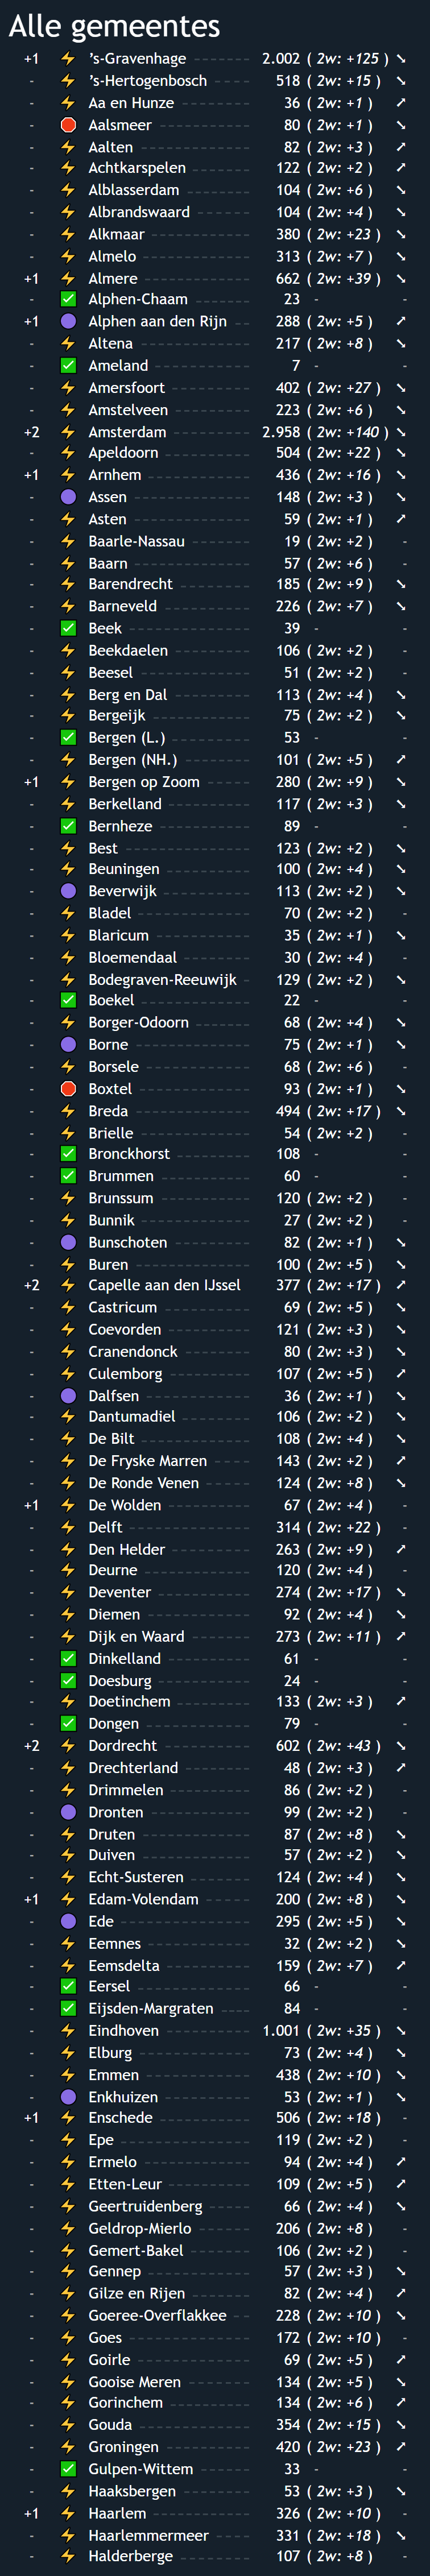 Alle gemeentes
+1 ’s-Gravenhage 2.002 ( 2w: +125 )
- ’s-Hertogenbosch 518 ( 2w: +15 )
- Aa en Hunze 36 ( 2w: +1 )
- Aalsmeer 80 ( 2w: +1 )
- Aalten 82 ( 2w: +3 )
- Achtkarspelen 122 ( 2w: +2 )
- Alblasserdam 104 ( 2w: +6 )
- Albrandswaard 104 ( 2w: +4 )
- Alkmaar 380 ( 2w: +23 )
- Almelo 313 ( 2w: +7 )
+1 Almere 662 ( 2w: +39 )
- Alphen-Chaam 23 - -
+1 Alphen aan den Rijn 288 ( 2w: +5 )
- Altena 217 ( 2w: +8 )
- Ameland 7 - -
- Amersfoort 402 ( 2w: +27 )
- Amstelveen 223 ( 2w: +6 )
+2 Amsterdam 2.958 ( 2w: +140 )
- Apeldoorn 504 ( 2w: +22 )
+1 Arnhem 436 ( 2w: +16 )
- Assen 148 ( 2w: +3 )
- Asten 59 ( 2w: +1 )
- Baarle-Nassau 19 ( 2w: +2 ) -
- Baarn 57 ( 2w: +6 ) -
- Barendrecht 185 ( 2w: +9 )
- Barneveld 226 ( 2w: +7 )
- Beek 39 - -
- Beekdaelen 106 ( 2w: +2 ) -
- Beesel 51 ( 2w: +2 ) -
- Berg en Dal 113 ( 2w: +4 )
- Bergeijk 75 ( 2w: +2 )
- Bergen (L.) 53 - -
- Bergen (NH.) 101 ( 2w: +5 )
+1 Bergen op Zoom 280 ( 2w: +9 )
- Berkelland 117 ( 2w: +3 )
- Bernheze 89 - -
- Best 123 ( 2w: +2 )
- Beuningen 100 ( 2w: +4 )
- Beverwijk 113 ( 2w: +2 )
- Bladel 70 ( 2w: +2 ) -
- Blaricum 35 ( 2w: +1 )
- Bloemendaal 30 ( 2w: +4 ) -
- Bodegraven-Reeuwijk 129 ( 2w: +2 )
- Boekel 22 - -
- Borger-Odoorn 68 ( 2w: +4 )
- Borne 75 ( 2w: +1 )
- Borsele 68 ( 2w: +6 ) -
- Boxtel 93 ( 2w: +1 )
- Breda 494 ( 2w: +17 )
- Brielle 54 ( 2w: +2 ) -
- Bronckhorst 108 - -
- Brummen 60 - -
- Brunssum 120 ( 2w: +2 ) -
- Bunnik 27 ( 2w: +2 ) -
- Bunschoten 82 ( 2w: +1 )
- Buren 100 ( 2w: +5 )
+2 Capelle aan den IJssel 377 ( 2w: +17 )
- Castricum 69 ( 2w: +5 )
- Coevorden 121 ( 2w: +3 )
- Cranendonck 80 ( 2w: +3 )
- Culemborg 107 ( 2w: +5 )
- Dalfsen 36 ( 2w: +1 )
- Dantumadiel 106 ( 2w: +2 )
- De Bilt 108 ( 2w: +4 )
- De Fryske Marren 143 ( 2w: +2 )
- De Ronde Venen 124 ( 2w: +8 )
+1 De Wolden 67 ( 2w: +4 ) -
- Delft 314 ( 2w: +22 ) -
- Den Helder 263 ( 2w: +9 )
- Deurne 120 ( 2w: +4 ) -
- Deventer 274 ( 2w: +17 )
- Diemen 92 ( 2w: +4 )
- Dijk en Waard 273 ( 2w: +11 )
- Dinkelland 61 - -
- Doesburg 24 - -
- Doetinchem 133 ( 2w: +3 )
- Dongen 79 - -
+2 Dordrecht 602 ( 2w: +43 )
- Drechterland 48 ( 2w: +3 )
- Drimmelen 86 ( 2w: +2 ) -
- Dronten 99 ( 2w: +2 ) -
- Druten 87 ( 2w: +8 )
- Duiven 57 ( 2w: +2 )
- Echt-Susteren 124 ( 2w: +4 )
+1 Edam-Volendam 200 ( 2w: +8 )
- Ede 295 ( 2w: +5 )
- Eemnes 32 ( 2w: +2 )
- Eemsdelta 159 ( 2w: +7 )
- Eersel 66 - -
- Eijsden-Margraten 84 - -
- Eindhoven 1.001 ( 2w: +35 )
- Elburg 73 ( 2w: +4 )
- Emmen 438 ( 2w: +10 )
- Enkhuizen 53 ( 2w: +1 )
+1 Enschede 506 ( 2w: +18 ) -
- Epe 119 ( 2w: +2 ) -
- Ermelo 94 ( 2w: +4 )
- Etten-Leur 109 ( 2w: +5 )
- Geertruidenberg 66 ( 2w: +4 )
- Geldrop-Mierlo 206 ( 2w: +8 ) -
- Gemert-Bakel 106 ( 2w: +2 ) -
- Gennep 57 ( 2w: +3 )
- Gilze en Rijen 82 ( 2w: +4 )
- Goeree-Overflakkee 228 ( 2w: +10 )
- Goes 172 ( 2w: +10 ) -
- Goirle 69 ( 2w: +5 )
- Gooise Meren 134 ( 2w: +5 )
- Gorinchem 134 ( 2w: +6 )
- Gouda 354 ( 2w: +15 )
- Groningen 420 ( 2w: +23 )
- Gulpen-Wittem 33 - -
- Haaksbergen 53 ( 2w: +3 )
+1 Haarlem 326 ( 2w: +10 ) -
- Haarlemmermeer 331 ( 2w: +18 )
- Halderberge 107 ( 2w: +8 ) -